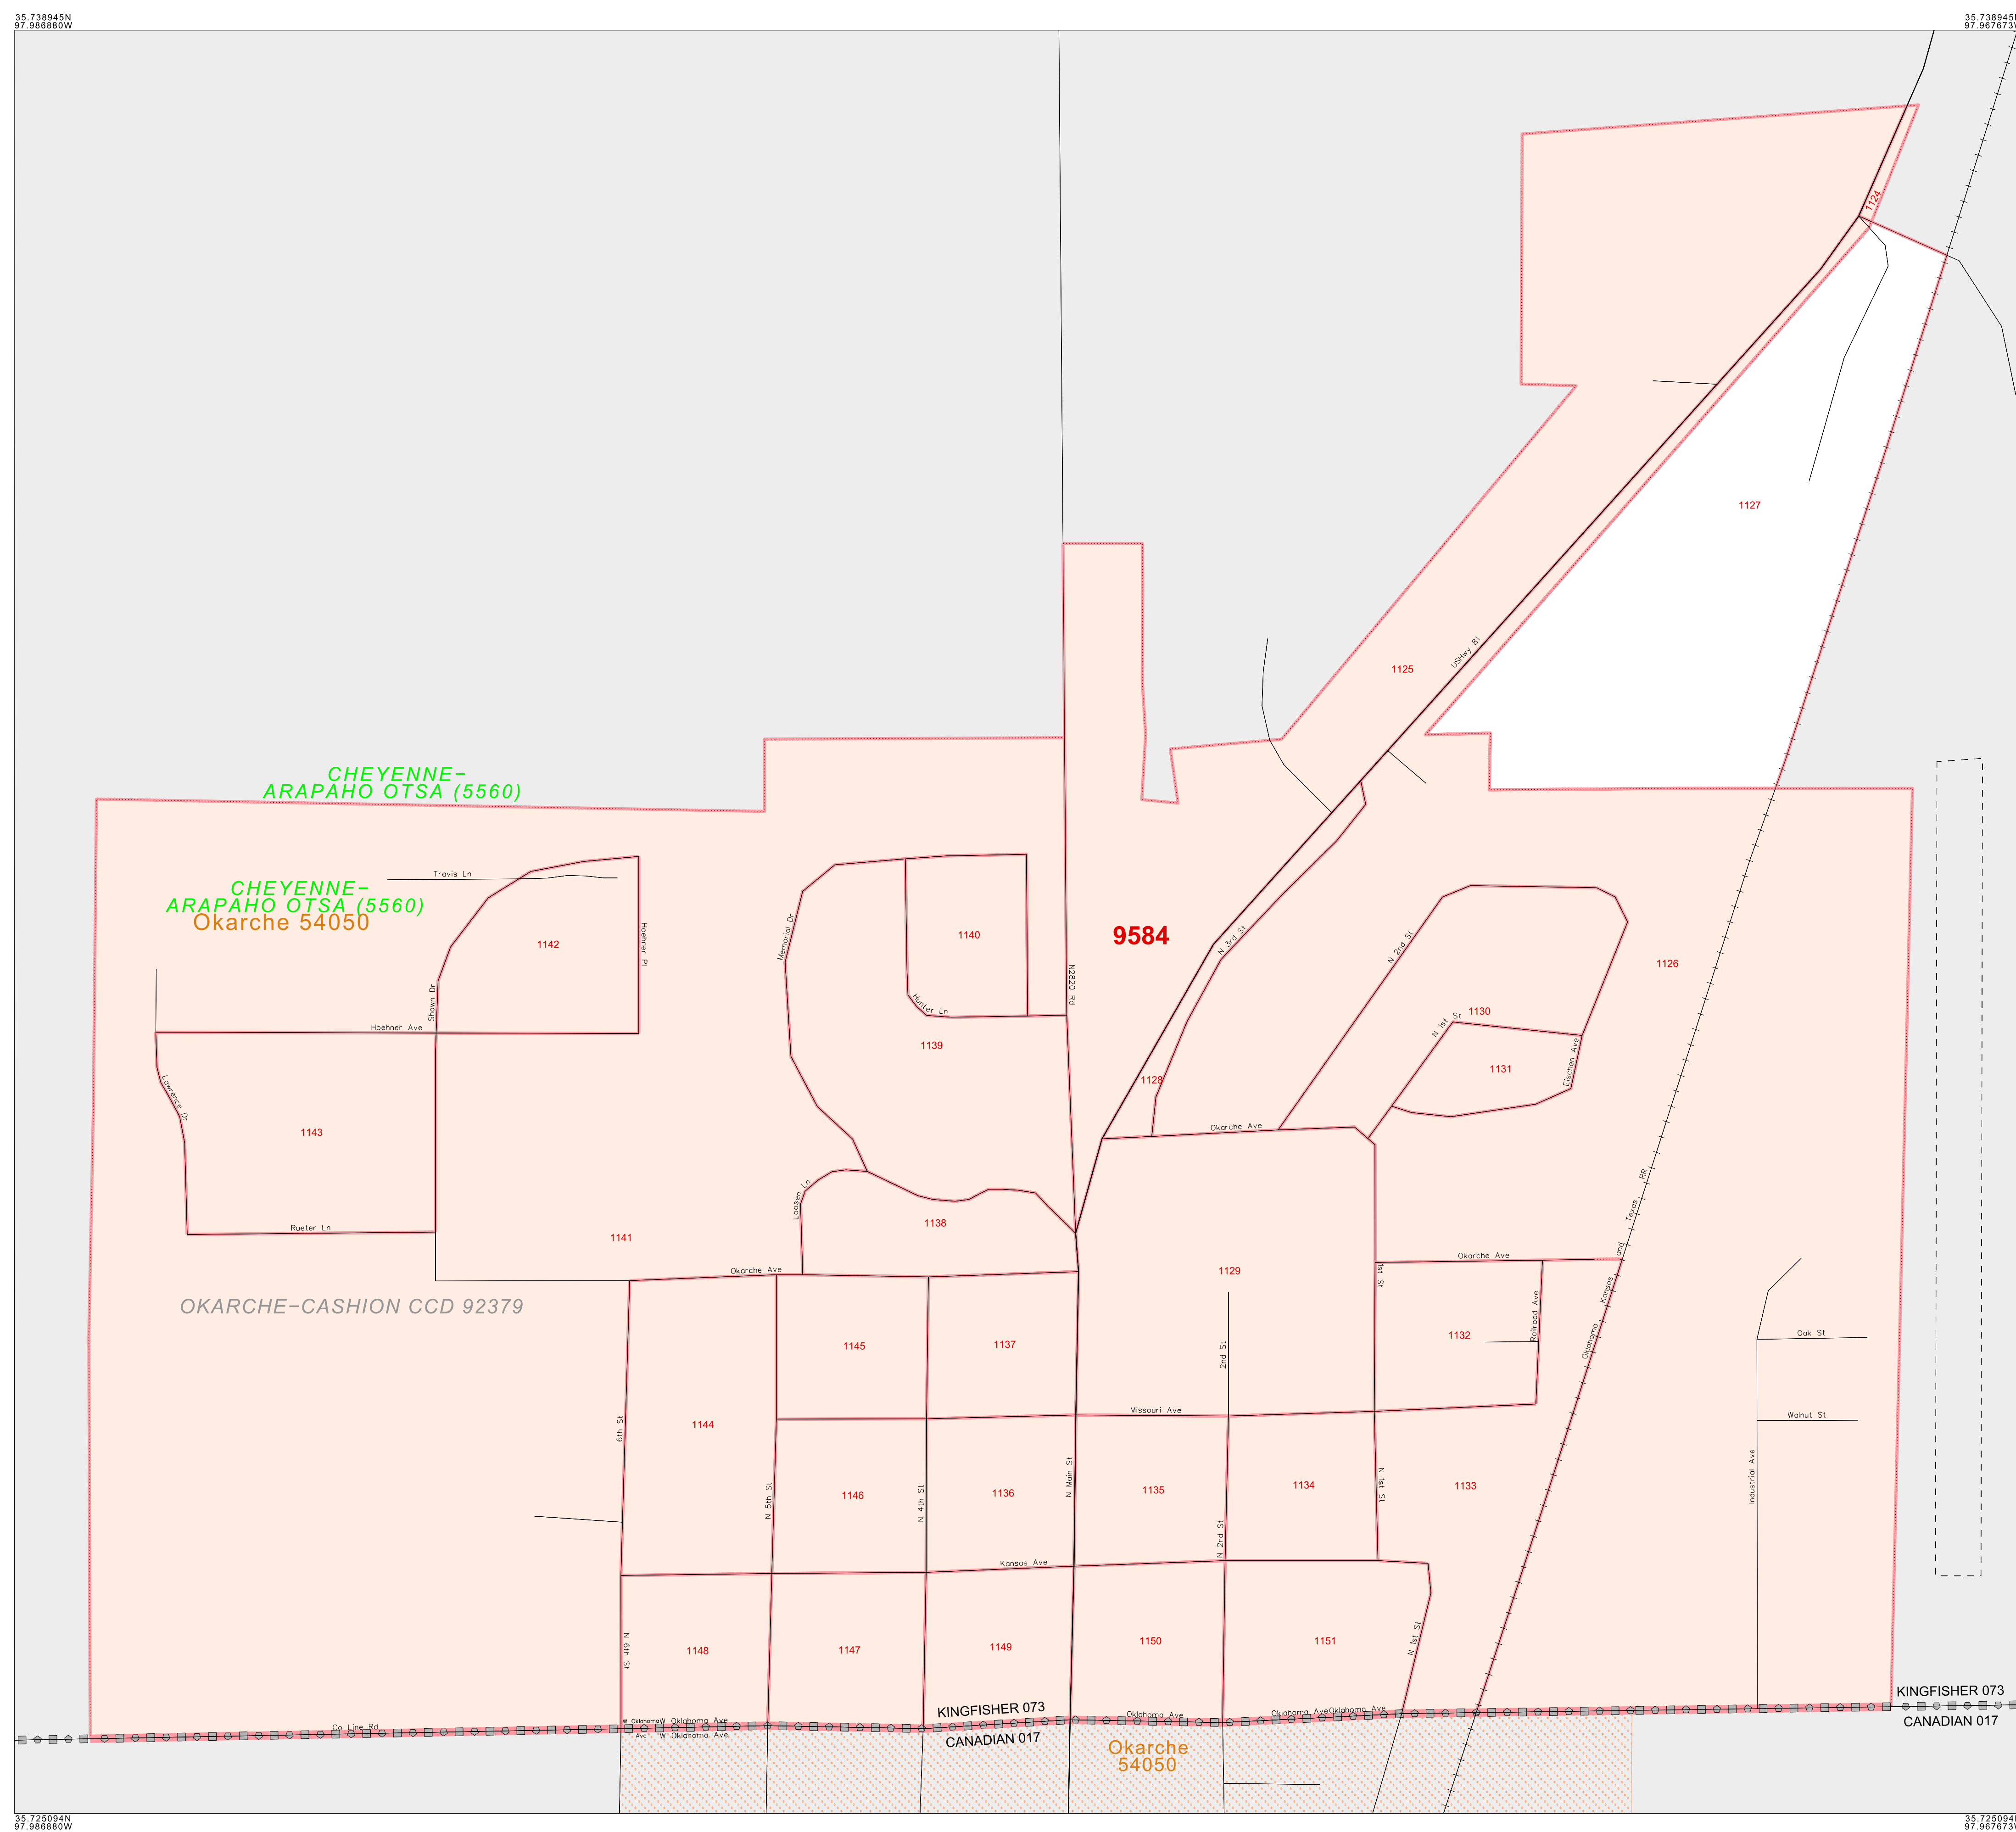 35.738945N
97.986880W
35.738945N
97.967673W
1124
1127
USHwy 81
1125
CHEYENNE-
ARAPAHO OTSA (5560)
Travis Ln
CHEYENNE-
ARAPAHO OTSA (5560)
Okarche 54050
1142
Hoehner Pl
Shawn Dr
Hoehner Ave
Memorial Dr
1140
Hunter Ln
1139
N2820 Rd
9584
N 3rd St
N 2nd St
1126
1130
N 1st St
1131
Eischen Ave
1128
Lawrence Dr
1143
Rueter Ln
Okarche Ave
Loosen Ln
1138
1141
Okarche Ave
1129
Okarche Ave
1st St
Oklahoma Kansas and Texas RR
OKARCHE-CASHION CCD 92379
1145
1137
2nd St
1132
Railroad Ave
Oak St
Missouri Ave
Walnut St
6th St
1144
N 5th St
1146
N 4th St
1136
N Main St
1135
N 2nd St
1134
N 1st St
1133
Industrial Ave
Kansas Ave
N 6th St
1148
1147
1149
1150
1151
N 1st St
KINGFISHER 073
KINGFISHER 073
CANADIAN 017
CANADIAN 017
Co Line Rd
W Oklahoma
Ave
W Oklahoma Ave
W Oklahoma Ave
Oklahoma Ave
Oklahoma Ave
Oklahoma Ave
Okarche
54050
35.725094N
97.986880W
35.725094N
97.967673W